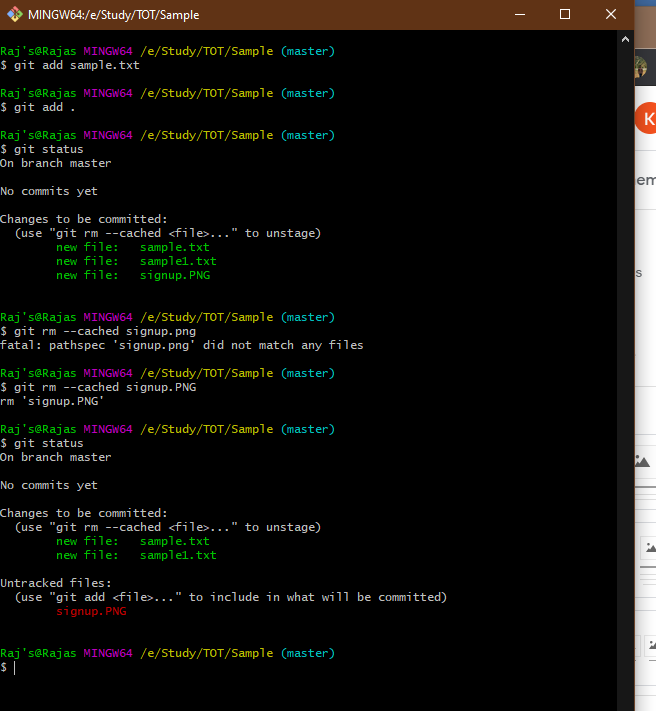 MINGW64:/e/Study/TOT/Sample
Raj's@Rajas MINGW64 /e/Study/TOT/Sample (master)
$ git add sample.txt
Raj's@Rajas MINGW64 /e/Study/TOT/Sample (master)
$ git add .
Raj's@Rajas MINGW64 /e/Study/TOT/Sample (master)
$ git status
On branch master
No commits yet
Changes to be committed:
(use "git rm --cached <file>..." to unstage)
new file: sample.txt
new file: sample1.txt
new file: signup.PNG
Raj's@Rajas MINGW64 /e/Study/TOT/Sample (master)
$ git rm --cached signup.png
fatal: pathspec 'signup.png' did not match any files
Raj's@Rajas MINGW64 /e/Study/TOT/Sample (master)
$ git rm --cached signup.PNG
rm 'signup.PNG'
Raj's@Rajas MINGW64 /e/Study/TOT/Sample (master)
$ git status
On branch master
No commits yet
Changes to be committed:
(use "git rm --cached <file>..." to unstage)
new file: sample.txt
new file: sample1.txt
Untracked files:
(use "git add <file>..." to include in what will be committed)
signup.PNG
Raj's@Rajas MINGW64 /e/Study/TOT/Sample (master)
$
K